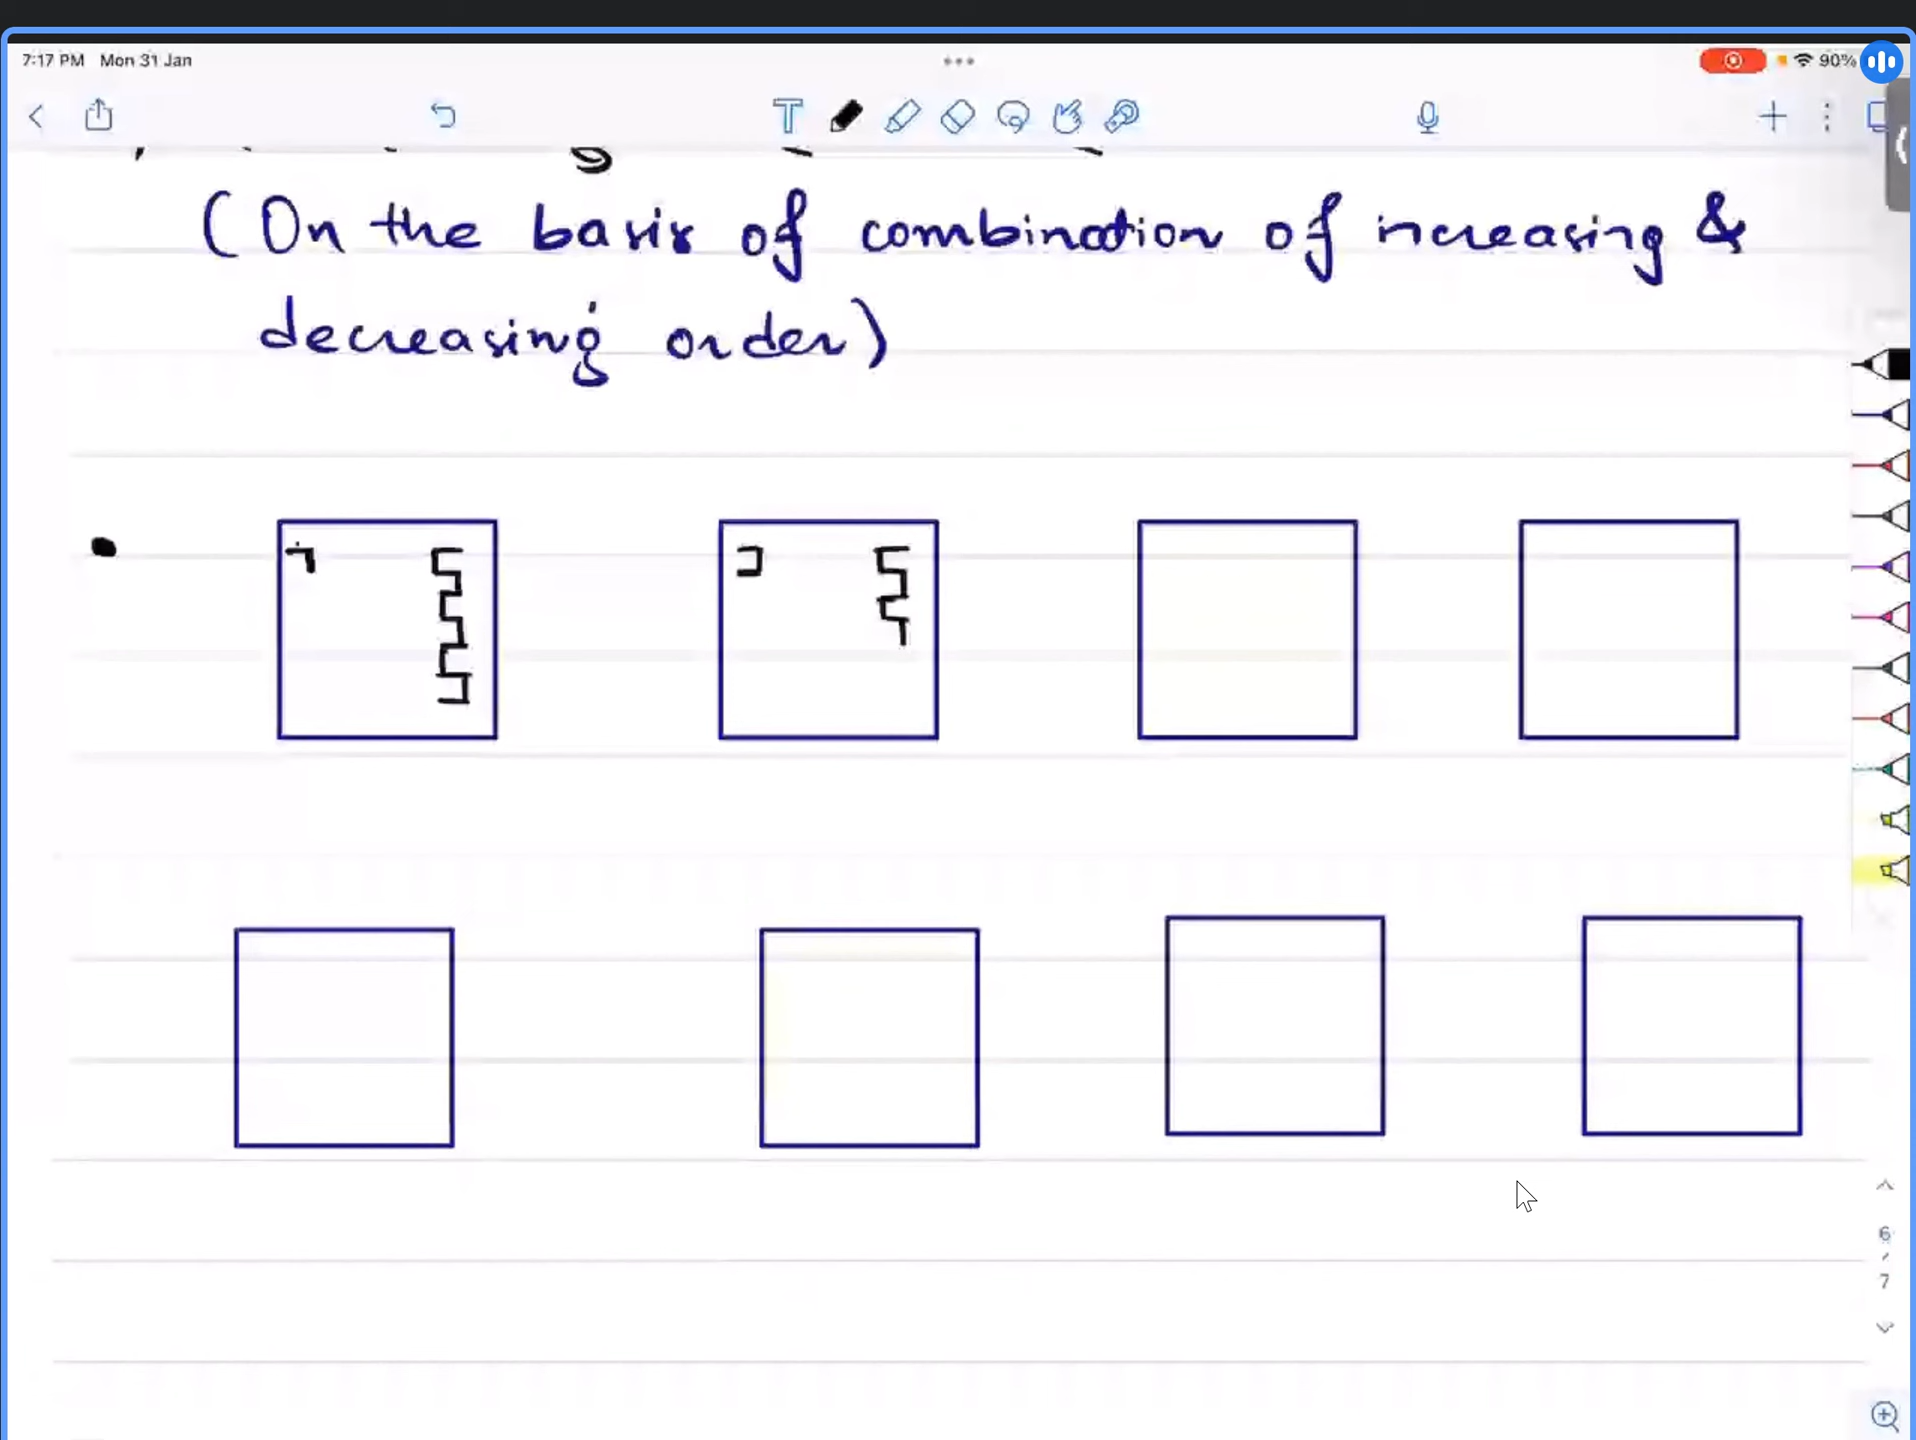 7:17 PM Mon 31 Jan
90%
(On the basis of combination of increasing &
decreasing order)
6
/
7